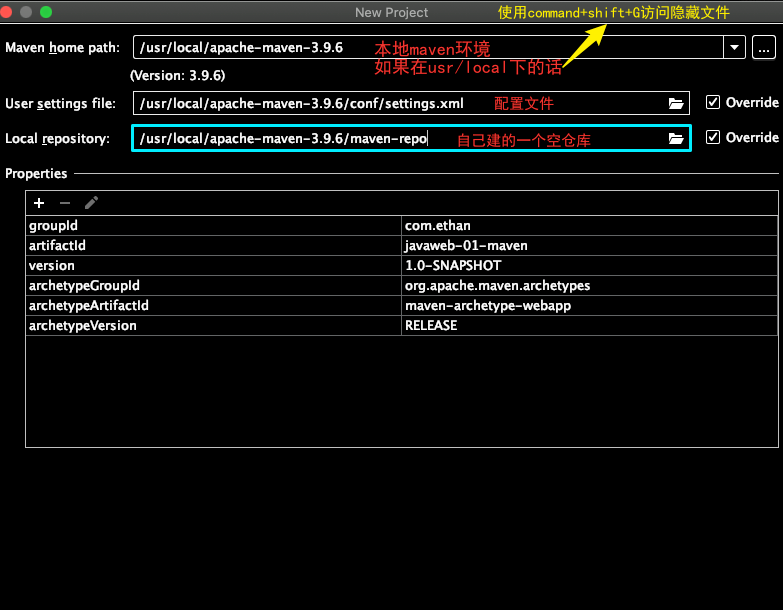 New Project
使用command+shift+G访问隐藏文件
Maven home path:
/usr/local/apache-maven-3.9.6
本地maven环境
...
如果在usr/local下的话
(Version: 3.9.6)
User settings file:
/usr/local/apache-maven-3.9.6/conf/settings.xml
配置文件
Override
Local repository:
/usr/local/apache-maven-3.9.6/maven-repo
自己建的一个空仓库
Override
Properties
groupId com.ethan
artifactId javaweb-01-maven
version 1.0-SNAPSHOT
archetypeGroupId org.apache.maven.archetypes
archetypeArtifactId maven-archetype-webapp
archetypeVersion RELEASE